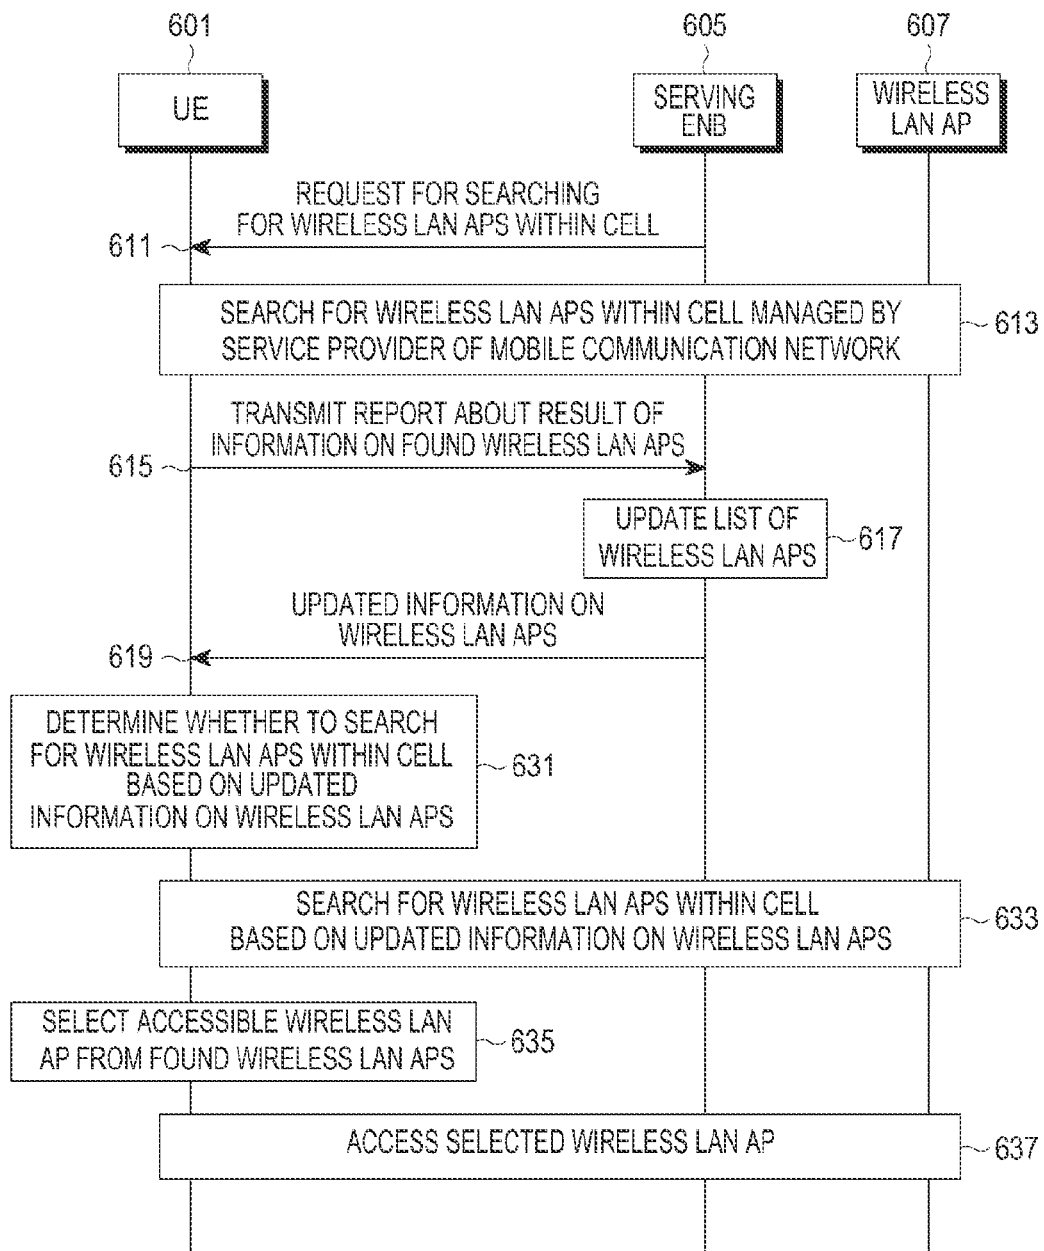 601
605
607
UE
SERVING
ENB
WIRELESS
LAN AP
REQUEST FOR SEARCHING
FOR WIRELESS LAN APS WITHIN CELL
611
SEARCH FOR WIRELESS LAN APS WITHIN CELL MANAGED BY
SERVICE PROVIDER OF MOBILE COMMUNICATION NETWORK
613
TRANSMIT REPORT ABOUT RESULT OF
INFORMATION ON FOUND WIRELESS LAN APS
615
UPDATE LIST OF
WIRELESS LAN APS
617
UPDATED INFORMATION ON
WIRELESS LAN APS
619
DETERMINE WHETHER TO SEARCH
FOR WIRELESS LAN APS WITHIN CELL
BASED ON UPDATED
INFORMATION ON WIRELESS LAN APS
631
SEARCH FOR WIRELESS LAN APS WITHIN CELL
BASED ON UPDATED INFORMATION ON WIRELESS LAN APS
633
SELECT ACCESSIBLE WIRELESS LAN
AP FROM FOUND WIRELESS LAN APS
635
ACCESS SELECTED WIRELESS LAN AP
637